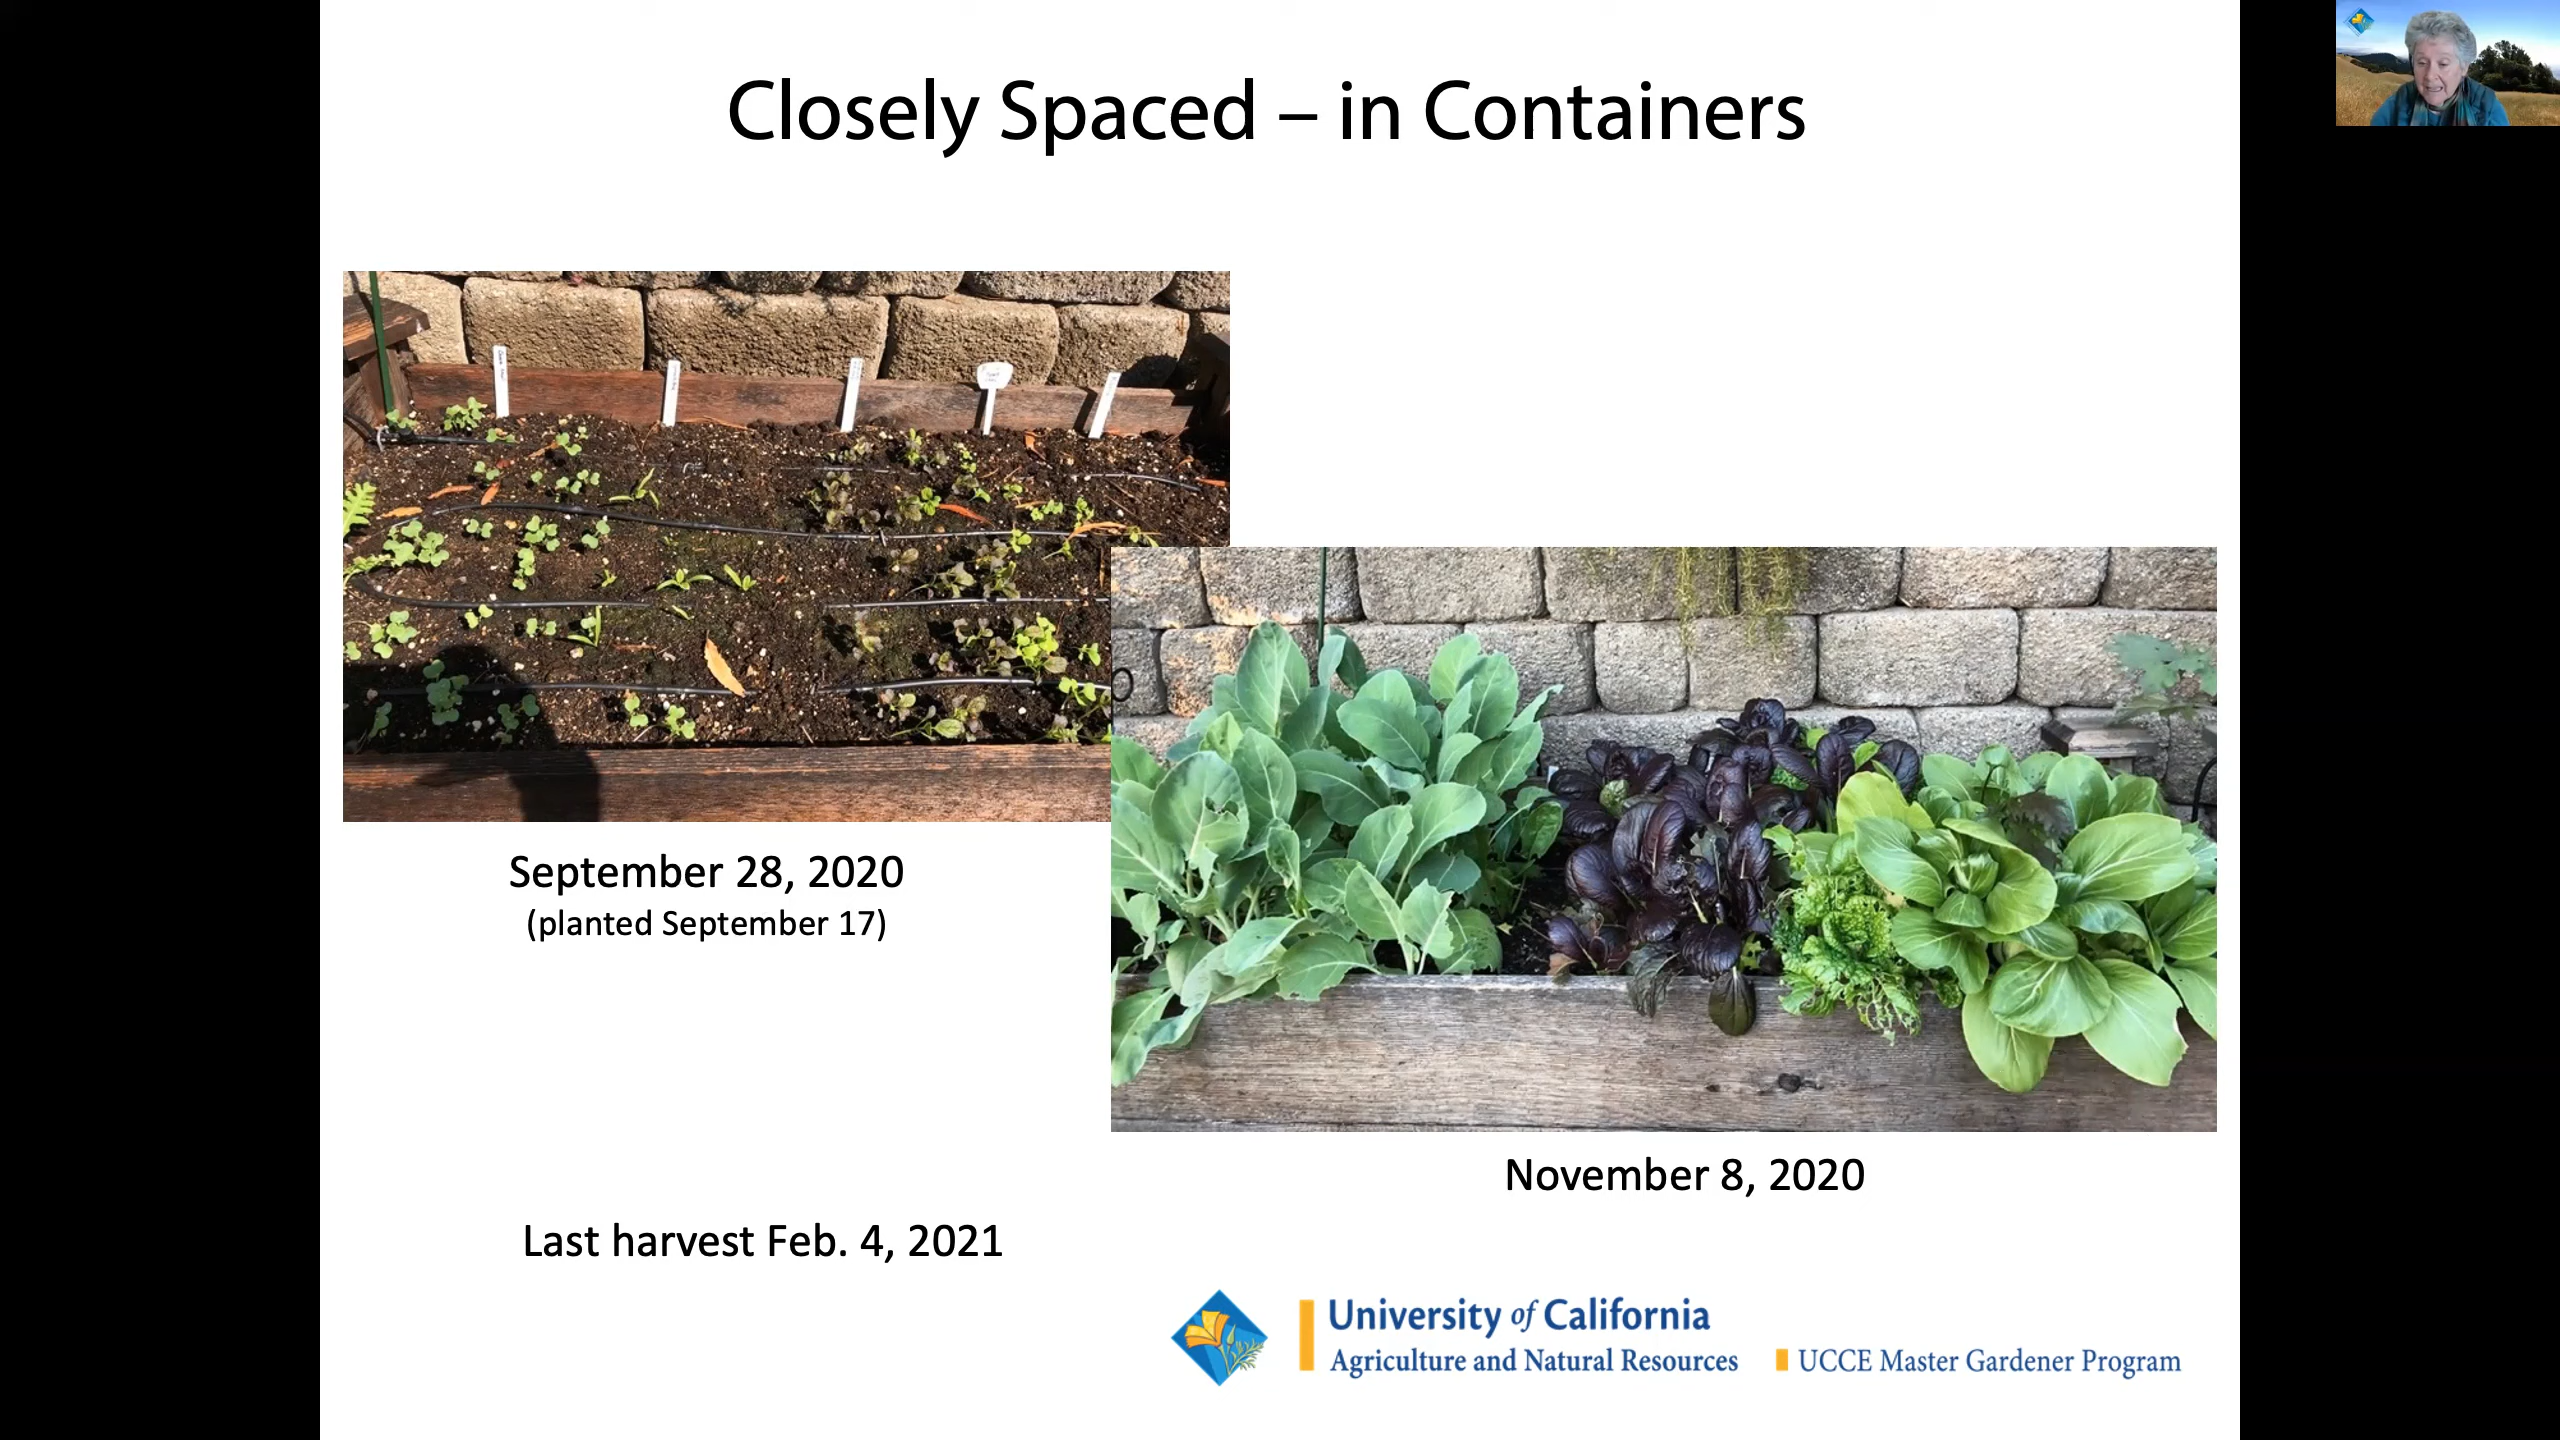 Closely Spaced – in Containers
September 28, 2020
(planted September 17)
November 8, 2020
Last harvest Feb. 4, 2021
University of California
Agriculture and Natural Resources
UCCE Master Gardener Program